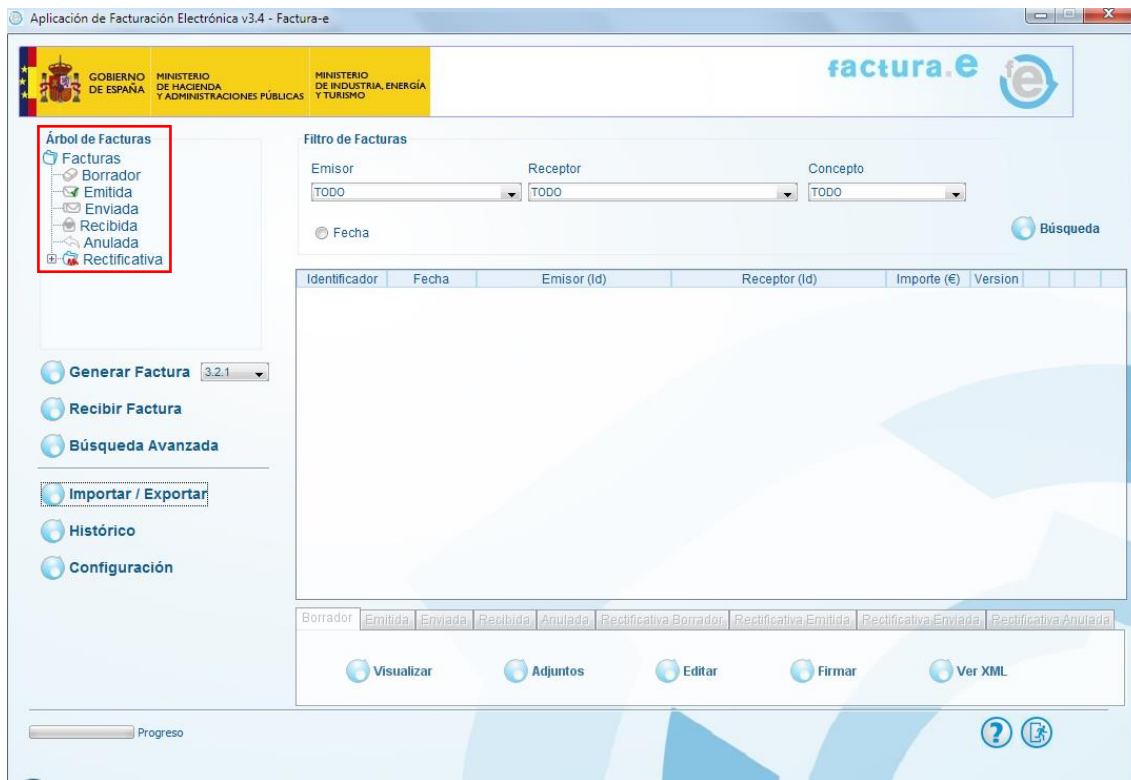 Aplicación de Facturación Electrónica v3.4 - Factura-e
GOBIERNO DE ESPAÑA
MINISTERIO DE HACIENDA Y ADMINISTRACIONES PÚBLICAS
MINISTERIO DE INDUSTRIA, ENERGÍA Y TURISMO
factura.e
fe
Árbol de Facturas
Facturas
Borrador
Emitida
Enviada
Recibida
Anulada
Rectificativa
Filtro de Facturas
Emisor Receptor Concepto
TODO TODO TODO
Fecha
Búsqueda
Identificador Fecha Emisor (Id) Receptor (Id) Importe (€) Version
Generar Factura 3.2.1
Recibir Factura
Búsqueda Avanzada
Importar / Exportar
Histórico
Configuración
Borrador Emitida Enviada Recibida Anulada Rectificativa Borrador Rectificativa Emitida Rectificativa Enviada Rectificativa Anulada
Visualizar Adjuntos Editar Firmar Ver XML
Progreso
?